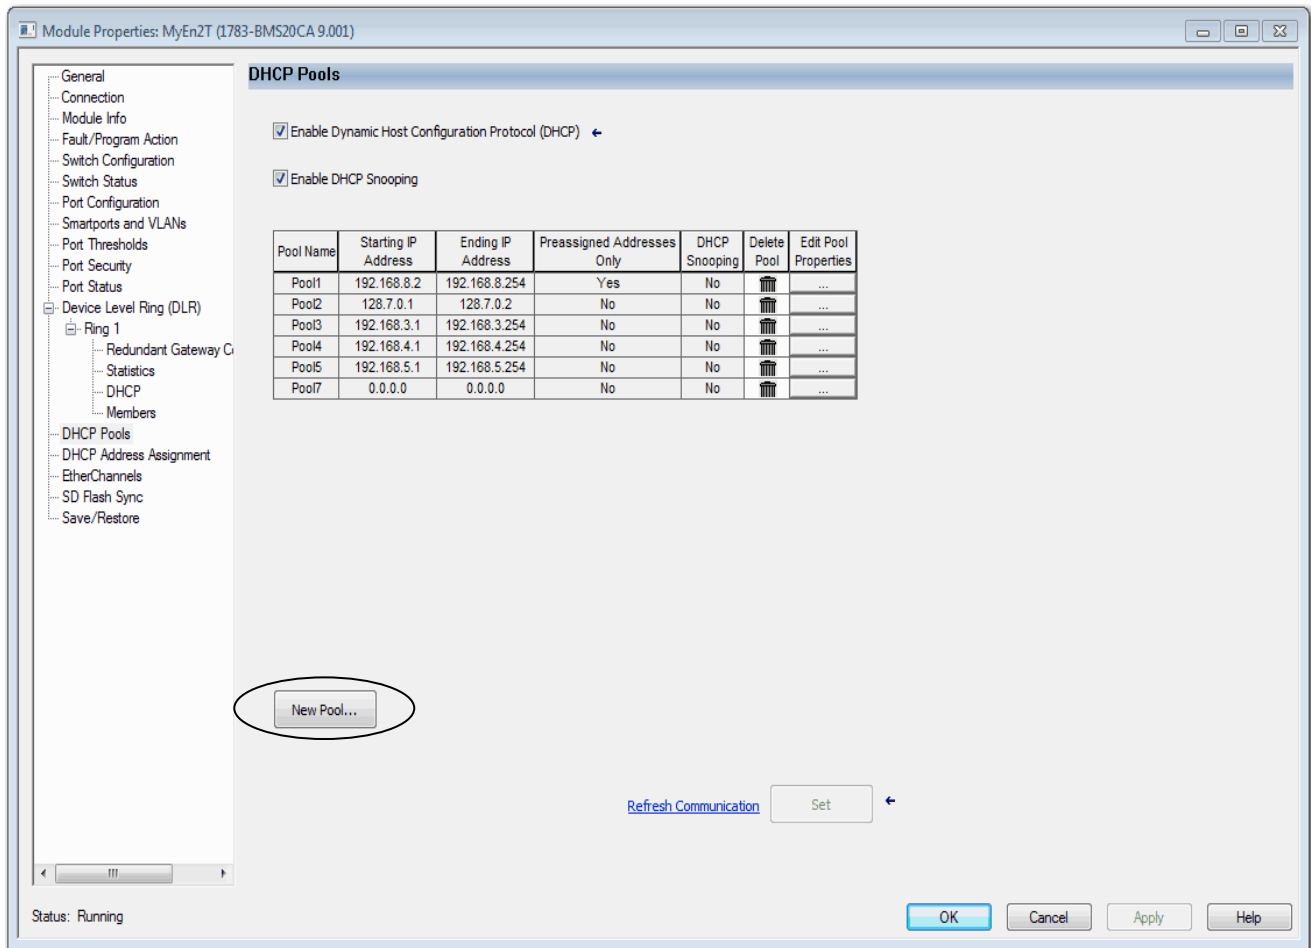 Module Properties: MyEn2T (1783-BMS20CA 9.001)
General
Connection
Module Info
Fault/Program Action
Switch Configuration
Switch Status
Port Configuration
Smartports and VLANs
Port Thresholds
Port Security
Port Status
Device Level Ring (DLR)
Ring 1
Redundant Gateway
Statistics
DHCP
Members
DHCP Pools
DHCP Address Assignment
EtherChannels
SD Flash Sync
Save/Restore
DHCP Pools
Enable Dynamic Host Configuration Protocol (DHCP) ←
Enable DHCP Snooping
Pool Name Starting IP Address Ending IP Address Preassigned Addresses Only DHCP Snooping Delete Pool Edit Pool Properties
Pool1 192.168.8.2 192.168.8.254 Yes No ...
Pool2 128.7.0.1 128.7.0.2 No No ...
Pool3 192.168.3.1 192.168.3.254 No No ...
Pool4 192.168.4.1 192.168.4.254 No No ...
Pool5 192.168.5.1 192.168.5.254 No No ...
Pool7 0.0.0.0 0.0.0.0 No No ...
New Pool...
Refresh Communication Set ←
Status: Running
OK Cancel Apply Help